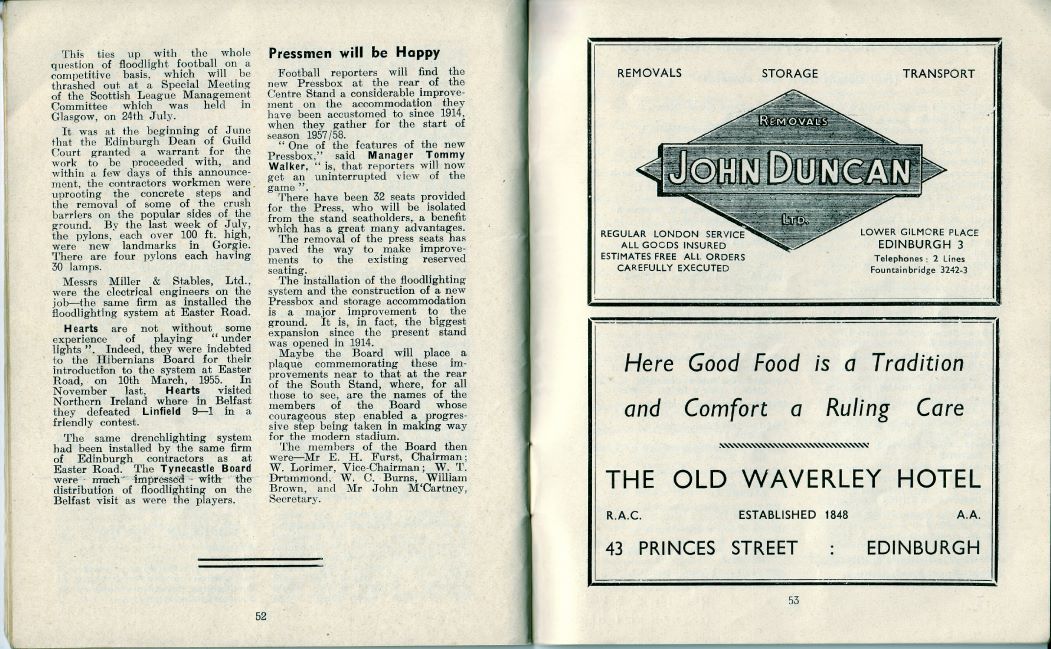 This ties up with the whole
question of floodlight football on a
competitive basis, which will be
thrashed out at a Special Meeting
of the Scottish League Management
Committee which was held in
Glasgow, on 24th July.
It was at the beginning of June
that the Edinburgh Dean of Guild
Court granted a warrant for the
work to be proceeded with, and
within a few days of this announce-
ment, the contractors workmen were
uprooting the concrete steps and
the removal of some of the crush
barriers on the popular sides of the
ground. By the last week of July,
the pylons, each over 100 ft. high,
were new landmarks in Gorgie.
There are four pylons each having
30 lamps.
Messrs Miller & Stables, Ltd.,
were the electrical engineers on the
job—the same firm as installed the
floodlighting system at Easter Road.
Hearts are not without some
experience of playing "under
lights". Indeed, they were indebted
to the Hibernians Board for their
introduction to the system at Easter
Road, on 10th March, 1955. In
November last, Hearts visited
Northern Ireland where in Belfast
they defeated Linfield 9—1 in a
friendly contest.
The same drenchlighting system
had been installed by the same firm
of Edinburgh contractors as at
Easter Road. The Tynecastle Board
were much impressed with the
distribution of floodlighting on the
Belfast visit as were the players.
Pressmen will be Happy
Football reporters will find the
new Pressbox at the rear of the
Centre Stand a considerable improve-
ment on the accommodation they
have been accustomed to since 1914,
when they gather for the start of
season 1957/58.
"One of the features of the new
Pressbox," said Manager Tommy
Walker, "is, that reporters will now
get an uninterrupted view of the
game".
There have been 32 seats provided
for the Press, who will be isolated
from the stand seatholders, a benefit
which has a great many advantages.
The removal of the press seats has
paved the way to make improve-
ments to the existing reserved
seating.
The installation of the floodlighting
system and the construction of a new
Pressbox and storage accommodation
is a major improvement to the
ground. It is, in fact, the biggest
expansion since the present stand
was opened in 1914.
Maybe the Board will place a
plaque commemorating these im-
provements near to that at the rear
of the South Stand, where, for all
those to see, are the names of the
members of the Board whose
courageous step enabled a progres-
sive step being taken in making way
for the modern stadium.
The members of the Board then
were—Mr E. H. Furst, Chairman;
W. Lorimer, Vice-Chairman; W. T.
Drummond, W. C. Burns, William
Brown, and Mr John M'Cartney,
Secretary.
52
REMOVALS STORAGE TRANSPORT
REMOVALS
JOHN DUNCAN
LTD.
REGULAR LONDON SERVICE
ALL GOODS INSURED
ESTIMATES FREE ALL ORDERS
CAREFULLY EXECUTED
LOWER GILMORE PLACE
EDINBURGH 3
Telephones: 2 Lines
Fountainbridge 3242-3
Here Good Food is a Tradition
and Comfort a Ruling Care
THE OLD WAVERLEY HOTEL
R.A.C. ESTABLISHED 1848 A.A.
43 PRINCES STREET : EDINBURGH
53